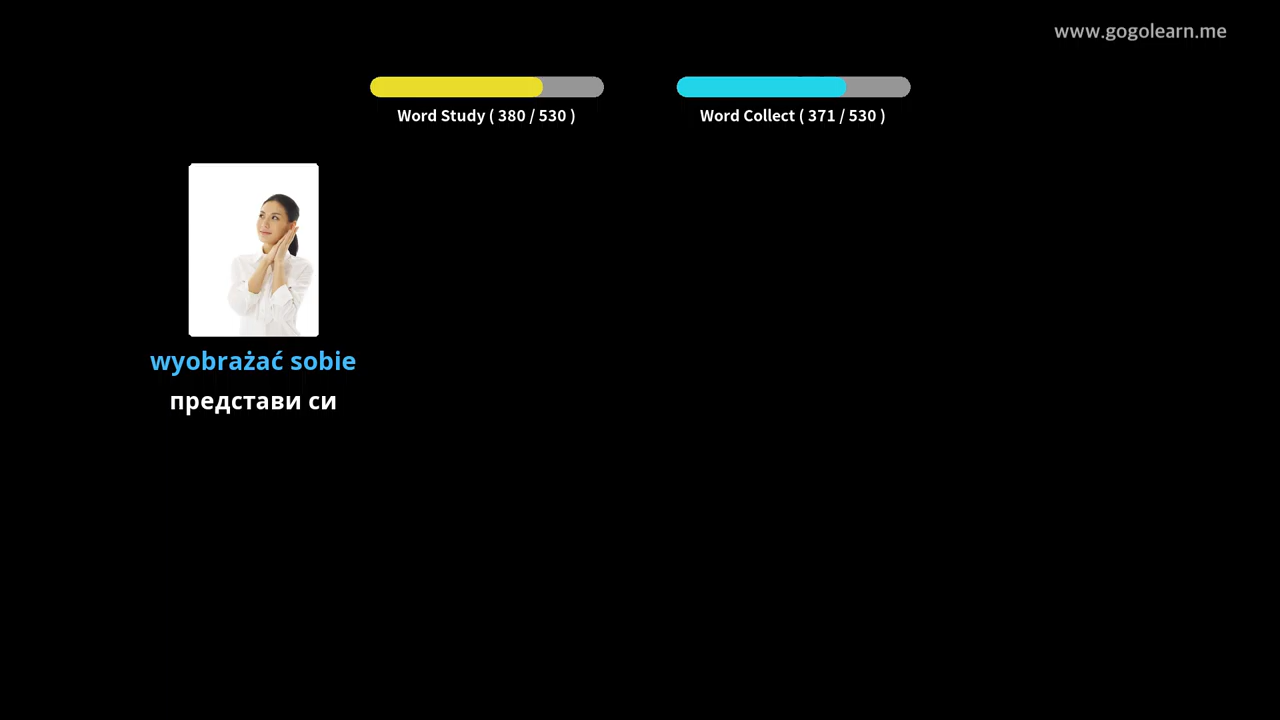 www.gogolearn.me
Word Study ( 380 / 530 )
Word Collect ( 371 / 530 )
wyobrażać sobie
представи си